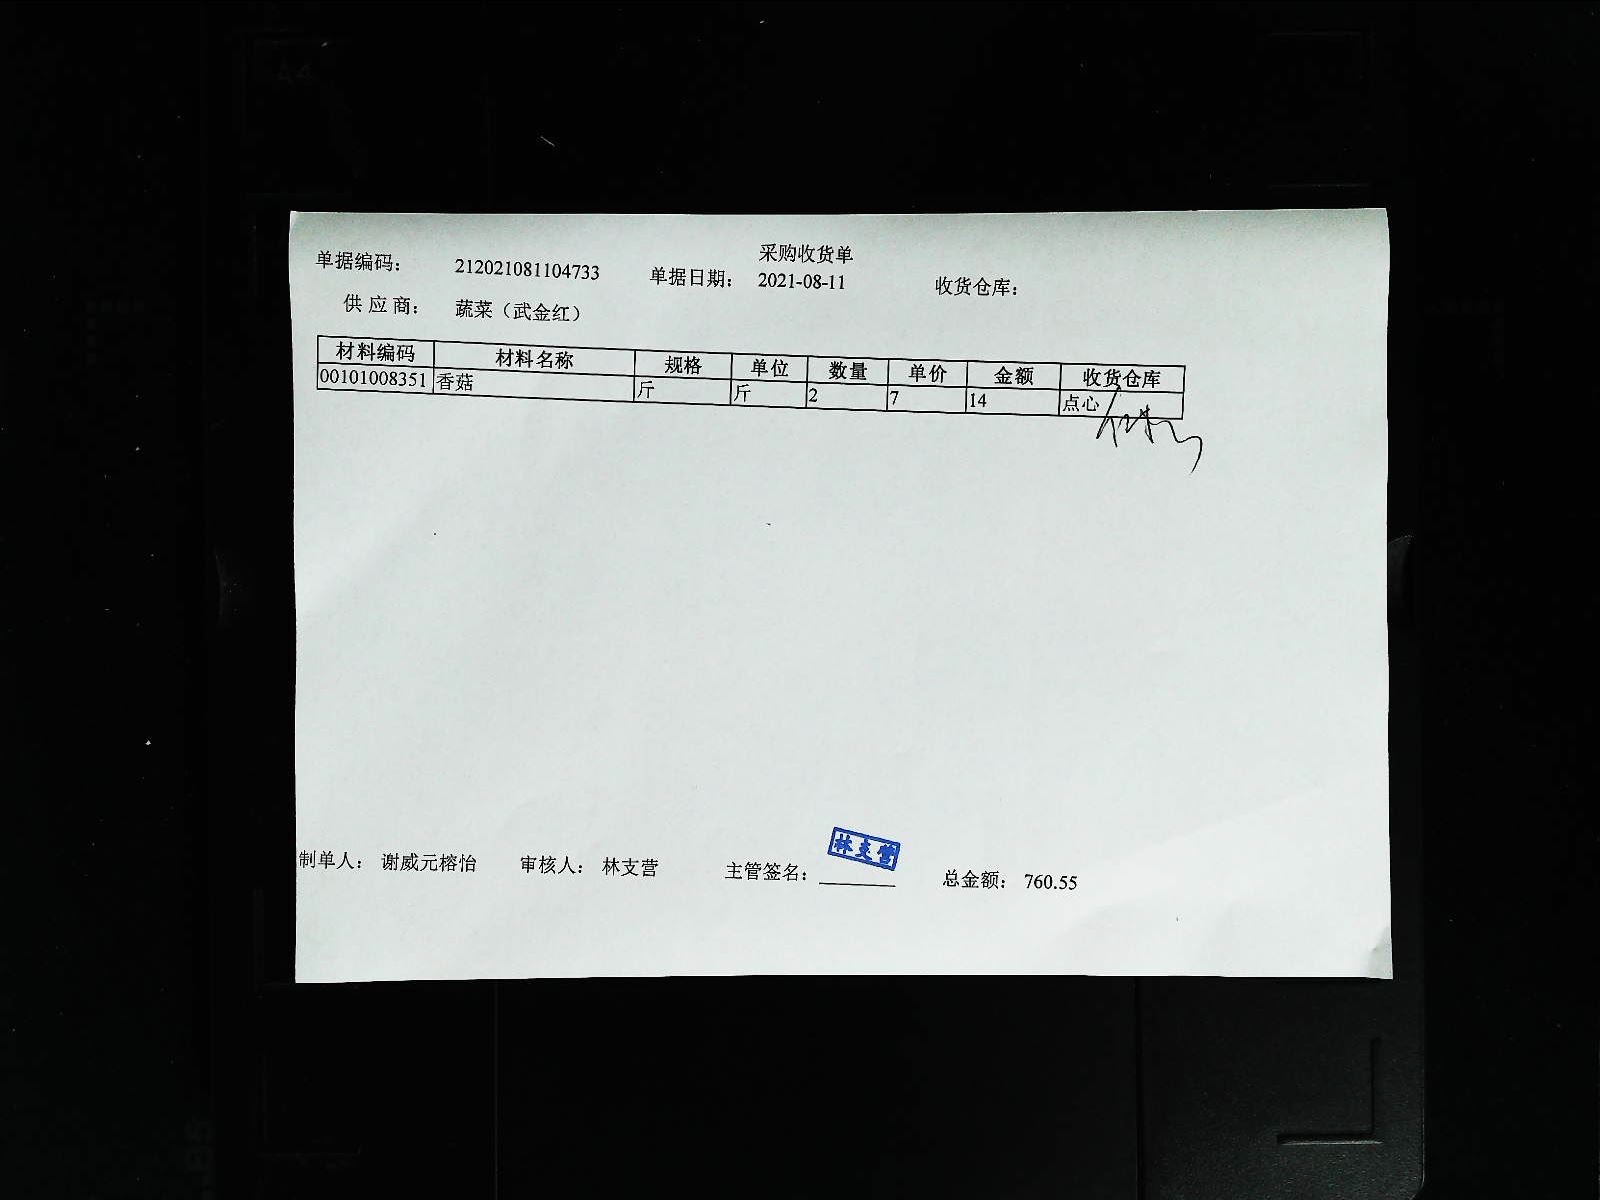 采购收货单
单据编码： 212021081104733 单据日期： 2021-08-11 收货仓库：
供 应 商： 蔬菜（武金红）
材料编码 材料名称 规格 单位 数量 单价 金额 收货仓库
00101008351 香菇 斤 斤 2 7 14 点心
林支营
制单人： 谢威元榕怡 审核人： 林支营 主管签名： 总金额： 760.55